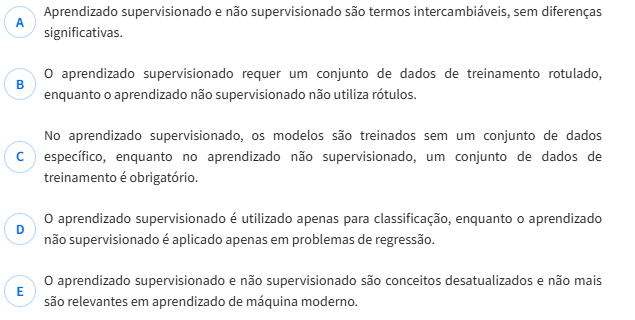 A Aprendizado supervisionado e não supervisionado são termos intercambiáveis, sem diferenças
significativas.
B O aprendizado supervisionado requer um conjunto de dados de treinamento rotulado,
enquanto o aprendizado não supervisionado não utiliza rótulos.
No aprendizado supervisionado, os modelos são treinados sem um conjunto de dados
C específico, enquanto no aprendizado não supervisionado, um conjunto de dados de
treinamento é obrigatório.
D O aprendizado supervisionado é utilizado apenas para classificação, enquanto o aprendizado
não supervisionado é aplicado apenas em problemas de regressão.
E O aprendizado supervisionado e não supervisionado são conceitos desatualizados e não mais
são relevantes em aprendizado de máquina moderno.